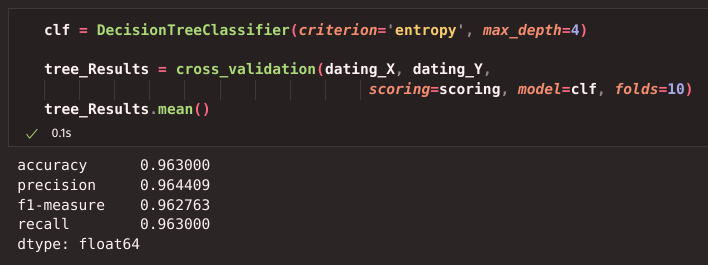 clf = DecisionTreeClassifier(criterion='entropy', max_depth=4)
tree_Results = cross_validation(dating_X, dating_Y,
scoring=scoring, model=clf, folds=10)
tree_Results.mean()
0.1s
accuracy 0.963000
precision 0.964409
f1-measure 0.962763
recall 0.963000
dtype: float64